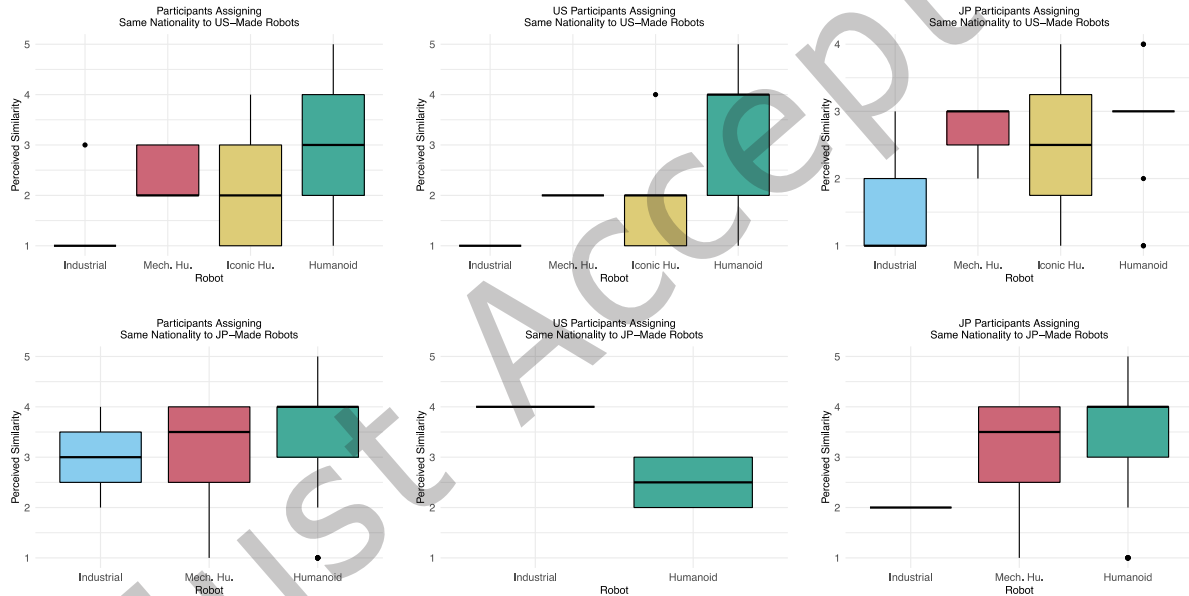 Participants Assigning
Same Nationality to US–Made Robots
Perceived Similarity
5
4
3
2
1
Industrial Mech. Hu. Iconic Hu. Humanoid
Robot
US Participants Assigning
Same Nationality to US–Made Robots
Perceived Similarity
5
4
3
2
1
Industrial Mech. Hu. Iconic Hu. Humanoid
Robot
JP Participants Assigning
Same Nationality to US–Made Robots
Perceived Similarity
4
3
2
1
Industrial Mech. Hu. Iconic Hu. Humanoid
Robot
Participants Assigning
Same Nationality to JP–Made Robots
Perceived Similarity
5
4
3
2
1
Industrial Mech. Hu. Humanoid
Robot
US Participants Assigning
Same Nationality to JP–Made Robots
Perceived Similarity
5
4
3
2
1
Industrial Humanoid
Robot
JP Participants Assigning
Same Nationality to JP–Made Robots
Perceived Similarity
5
4
3
2
1
Industrial Mech. Hu. Humanoid
Robot
ust Accept